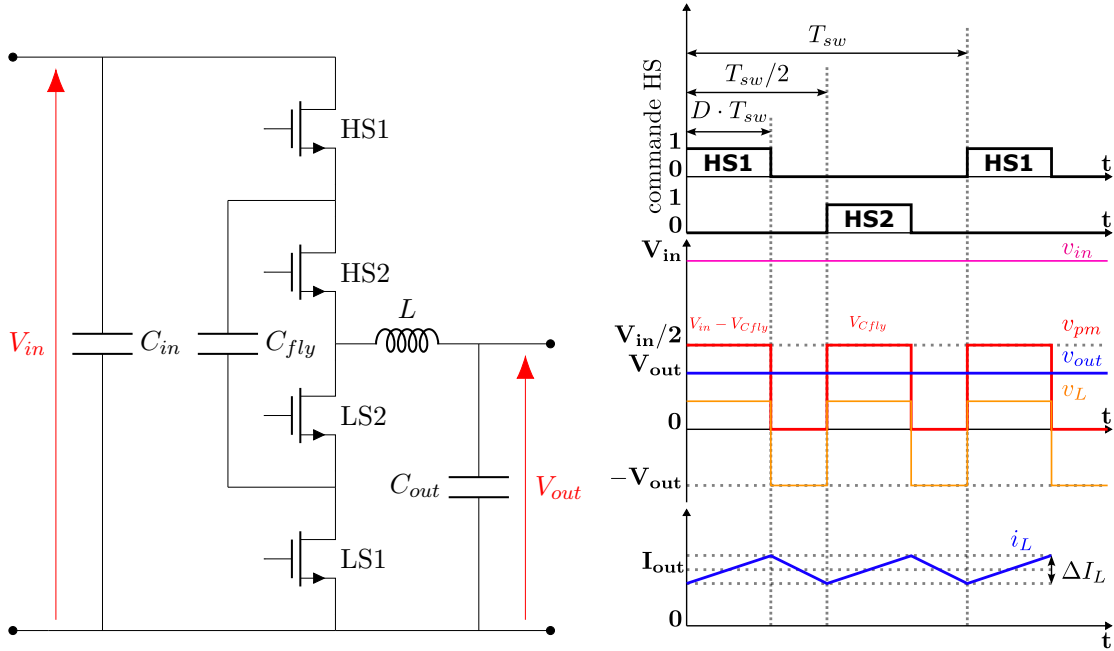 HS1
HS2
LS2
LS1
V_in
C_in
C_fly
L
C_out
V_out
commande HS
T_sw
T_sw/2
D · T_sw
1
0
HS1
HS1
t
1
0
HS2
t
V_in
v_in
V_in − V_Cfly
V_Cfly
V_in/2
v_pm
V_out
v_out
v_L
0
t
−V_out
i_L
I_out
ΔI_L
0
t